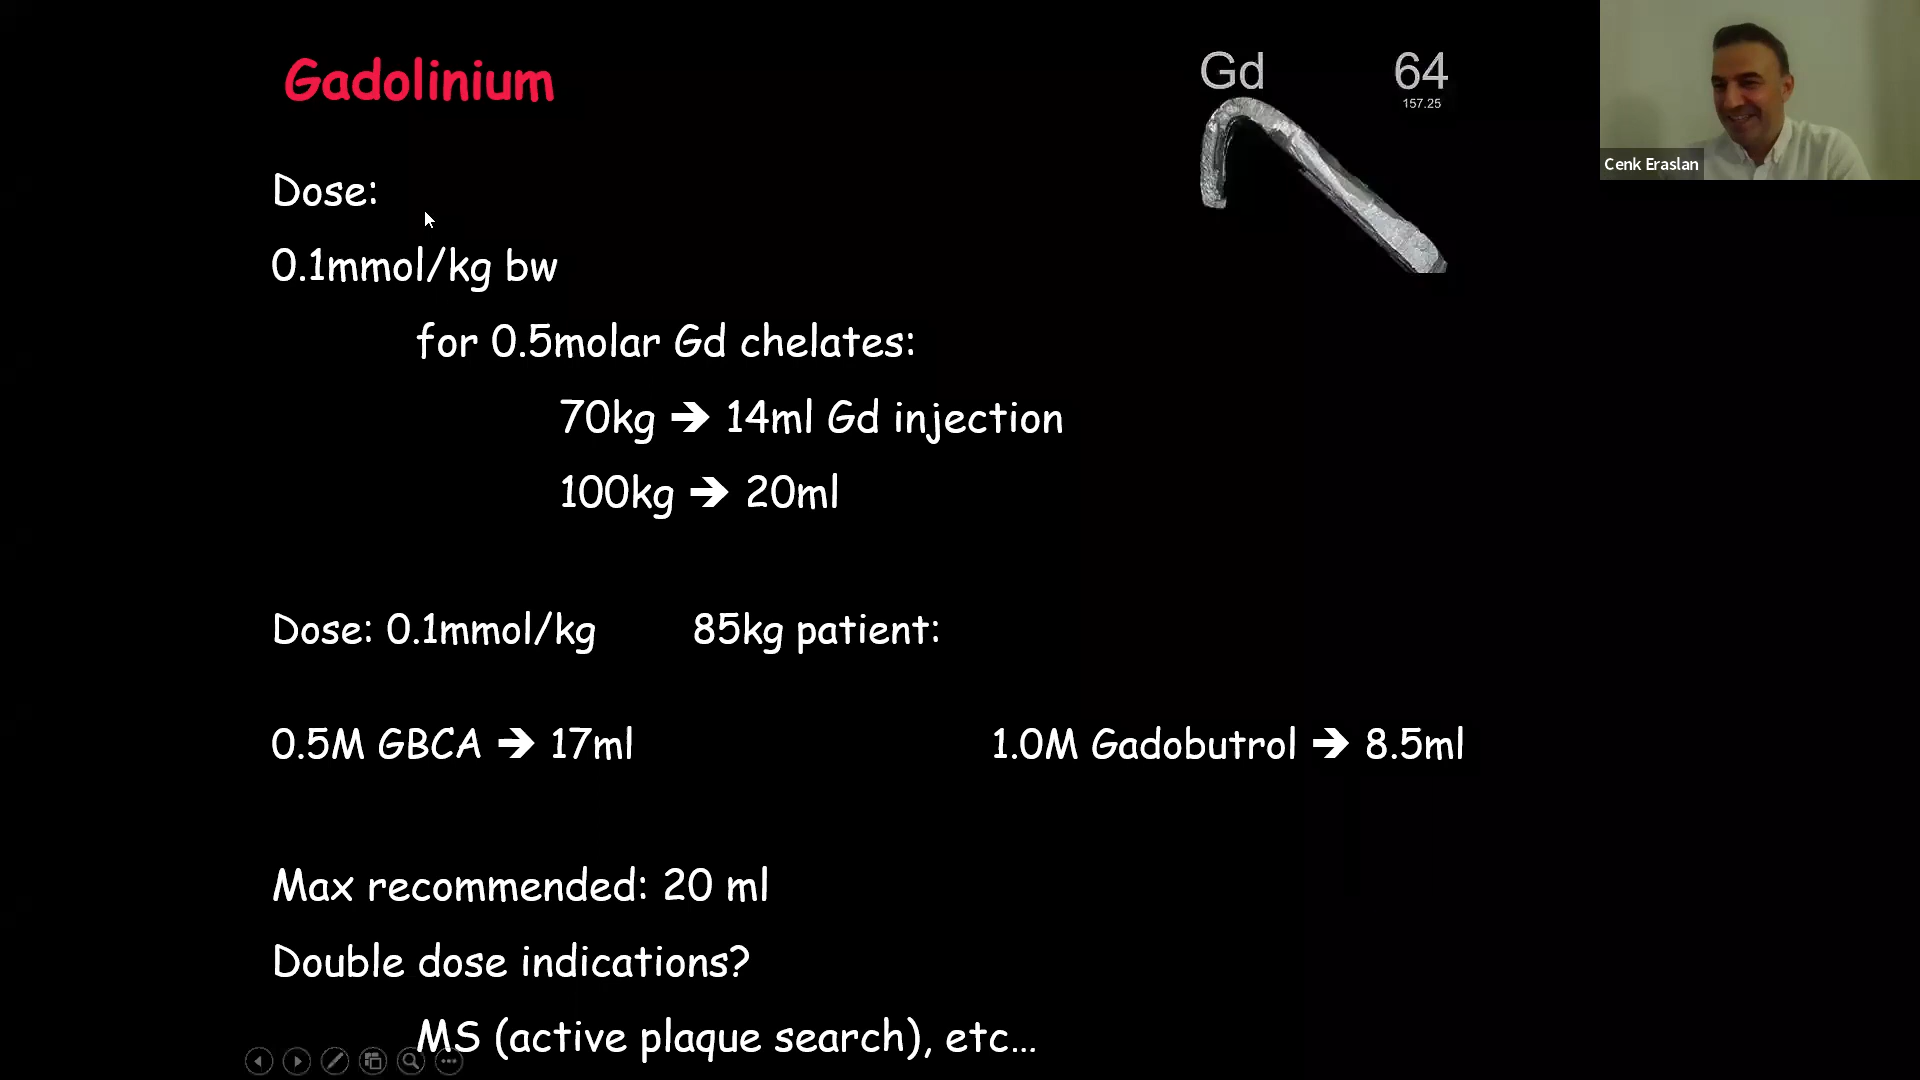 Gadolinium
Gd 64
157.25
Cenk Eraslan
Dose:
0.1mmol/kg bw
for 0.5molar Gd chelates:
70kg ➔ 14ml Gd injection
100kg ➔ 20ml
Dose: 0.1mmol/kg 85kg patient:
0.5M GBCA ➔ 17ml 1.0M Gadobutrol ➔ 8.5ml
Max recommended: 20 ml
Double dose indications?
MS (active plaque search), etc...